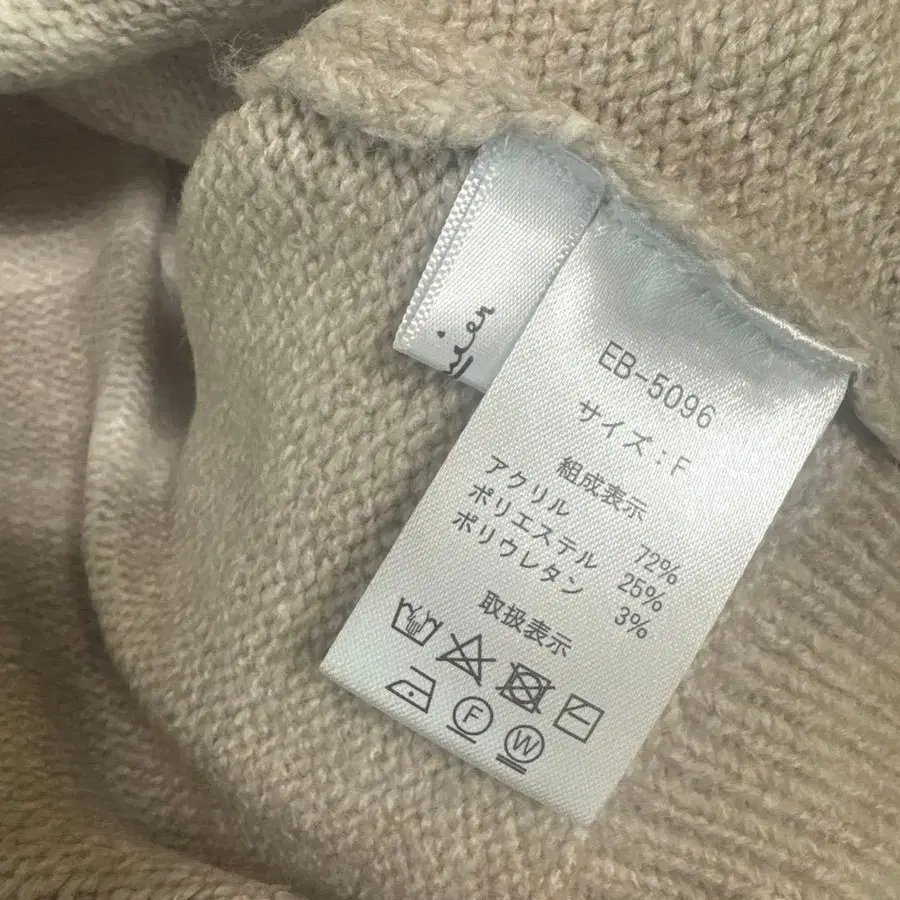 EB-5096
サイズ:F
組成表示
アクリル 72%
ポリエステル 25%
ポリウレタン 3%
取扱表示
F
W